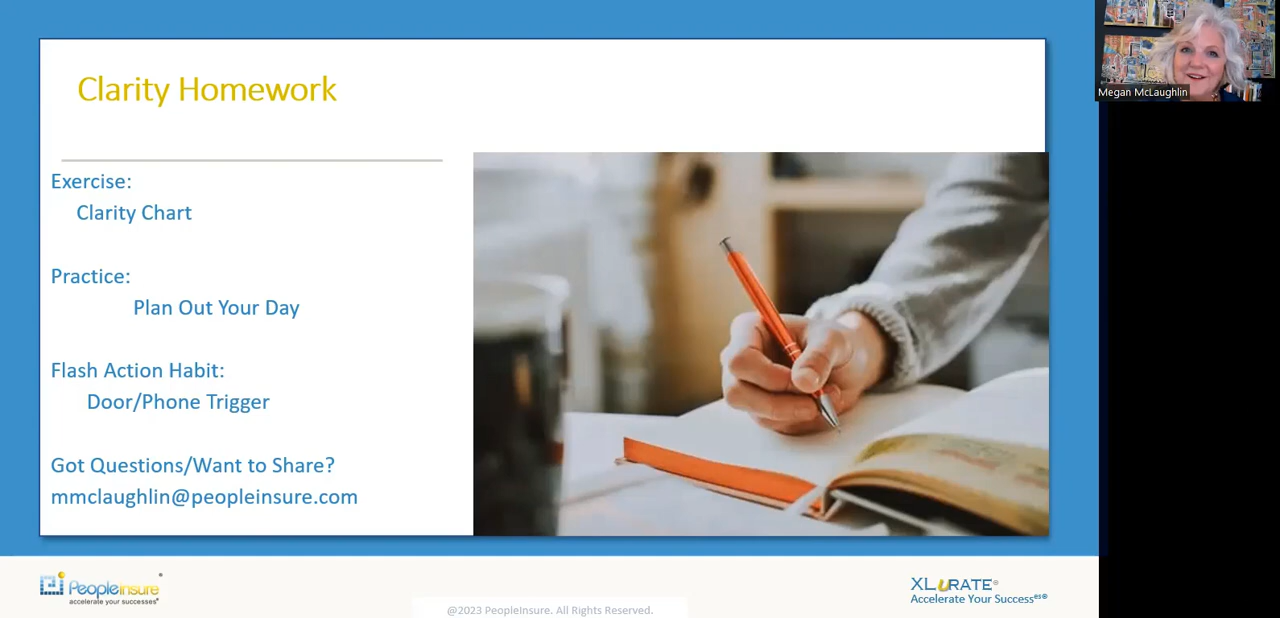 Clarity Homework
Exercise:
Clarity Chart
Practice:
Plan Out Your Day
Flash Action Habit:
Door/Phone Trigger
Got Questions/Want to Share?
mmclaughlin@peopleinsure.com
Megan McLaughlin
PeopleInsure
accelerate your successes®
@2023 PeopleInsure. All Rights Reserved.
XLuRATE®
Accelerate Your Success^es®